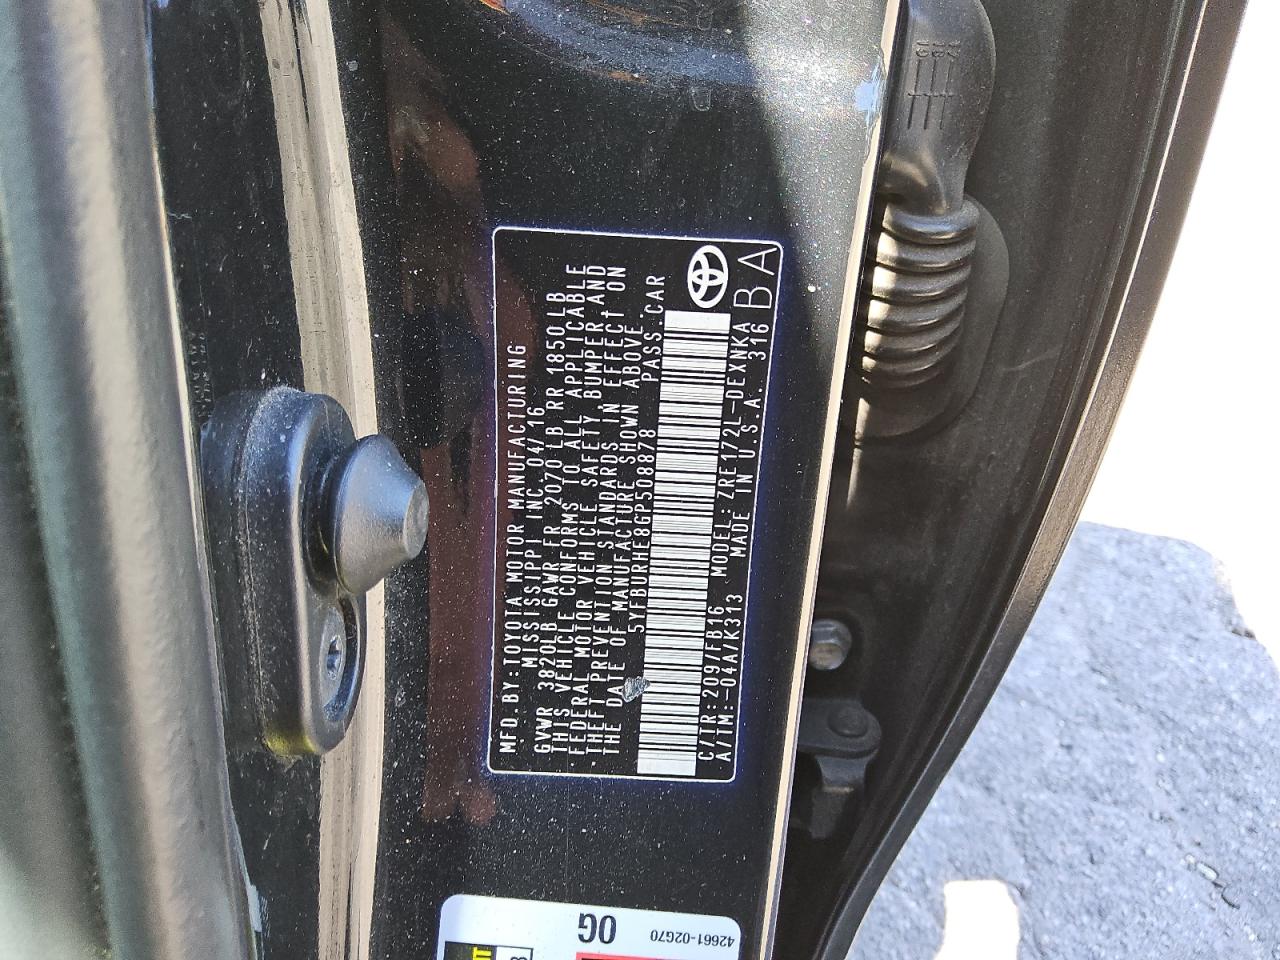 MFD.BY:TOYOTA MOTOR MANUFACTURING
MISSISSIPPI INC. 04/16
GVWR 3820LB GAWR FR 2070 LB RR 1850 LB
THIS VEHICLE CONFORMS TO ALL APPLICABLE
FEDERAL MOTOR VEHICLE SAFETY, BUMPER,AND
THEFT PREVENTION STANDARDS IN EFFECT ON
THE DATE OF MANUFACTURE SHOWN ABOVE.
5YFBURHE8GP508878 PASS.CAR
C/TR:209/FB16 MODEL:ZRE172L-DEXNKA
A/TM:-04A/K313 MADE IN U.S.A. 316
BA
0G
42661-02G70